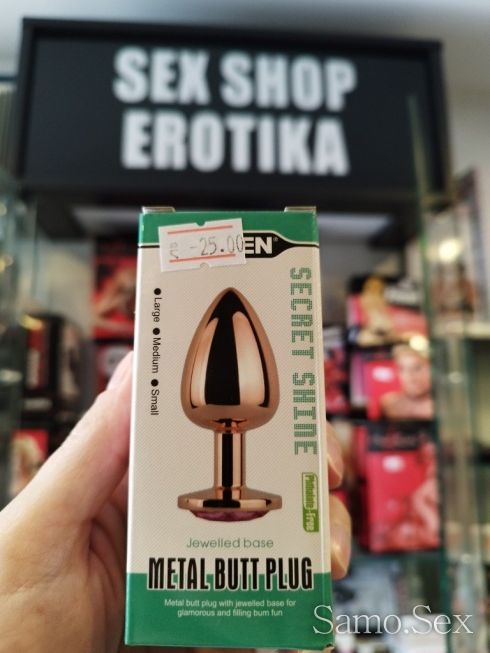 SEX SHOP
EROTIKA
-25.00
EN
SECRET SHINE
Large
Medium
Small
Phthalate-Free
Jewelled base
METAL BUTT PLUG
Metal butt plug with jewelled base for
glamorous and filling bum fun
Samo.Sex